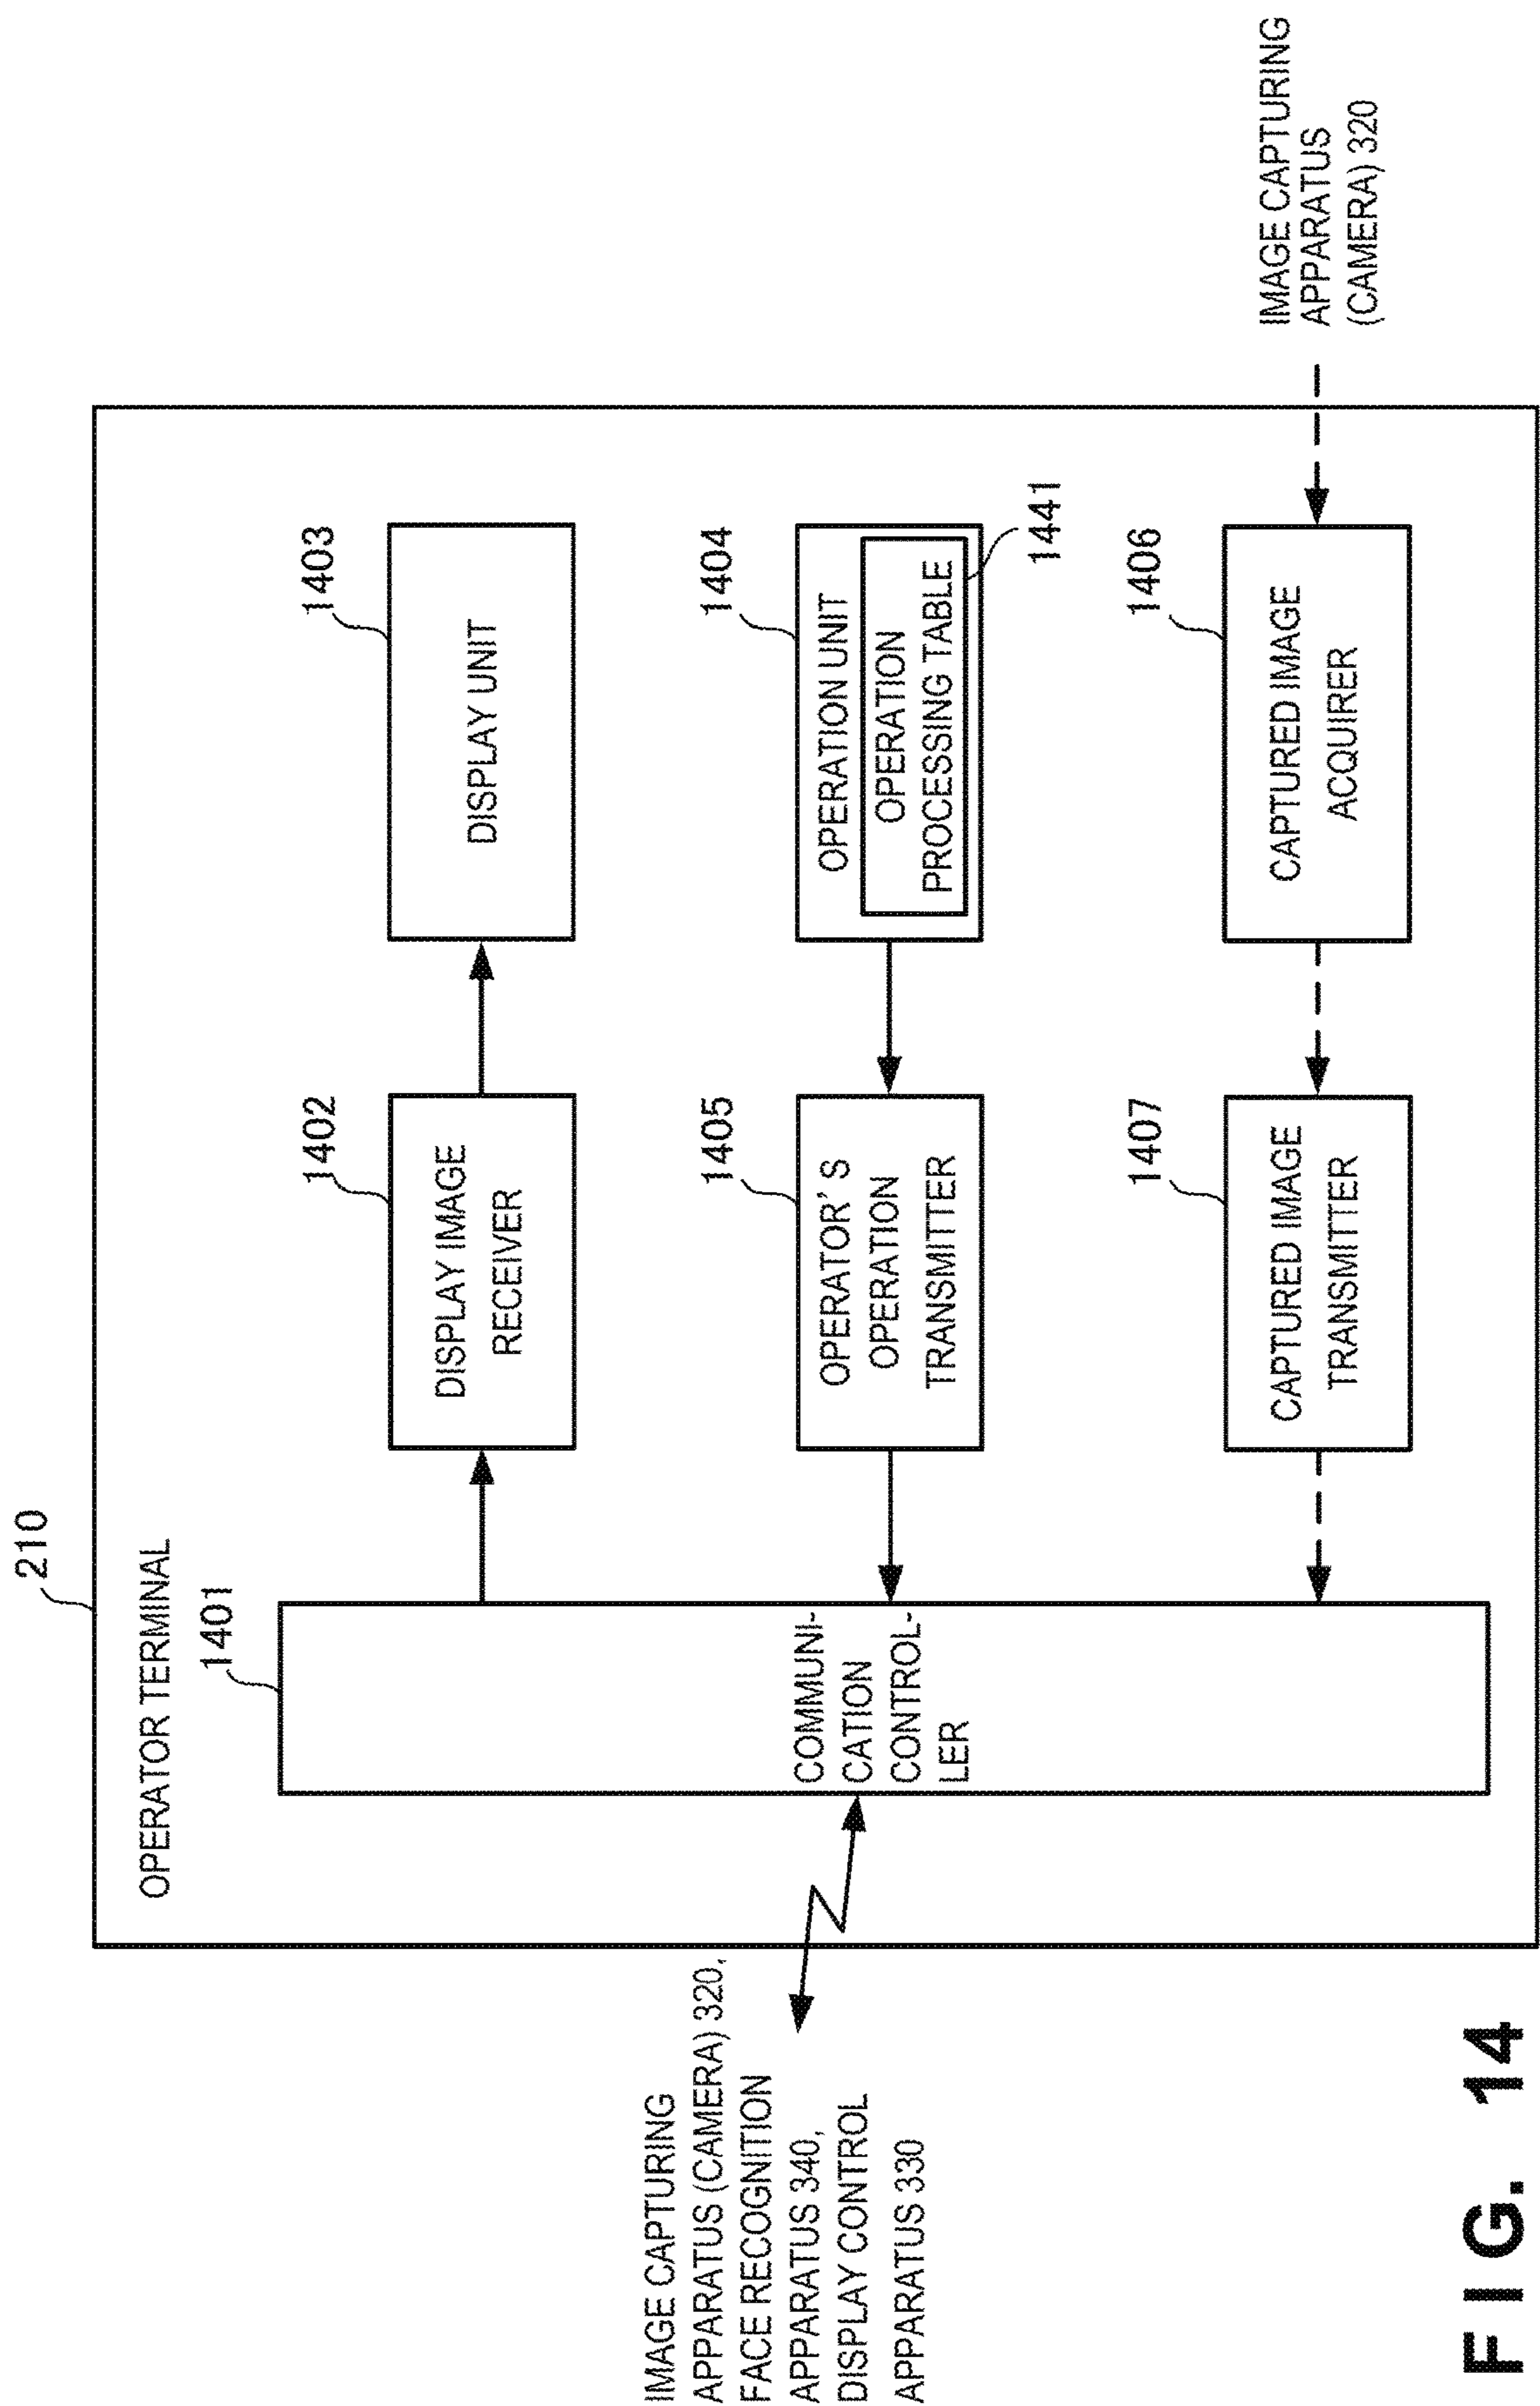 210
OPERATOR TERMINAL
1401
COMMUNI-
CATION
CONTROL-
LER
1402
DISPLAY IMAGE
RECEIVER
1403
DISPLAY UNIT
1405
OPERATOR'S
OPERATION
TRANSMITTER
1404
OPERATION UNIT
OPERATION
PROCESSING TABLE
1441
1407
CAPTURED IMAGE
TRANSMITTER
1406
CAPTURED IMAGE
ACQUIRER
IMAGE CAPTURING
APPARATUS
(CAMERA) 320
IMAGE CAPTURING
APPARATUS (CAMERA) 320,
FACE RECOGNITION
APPARATUS 340,
DISPLAY CONTROL
APPARATUS 330
FIG. 14